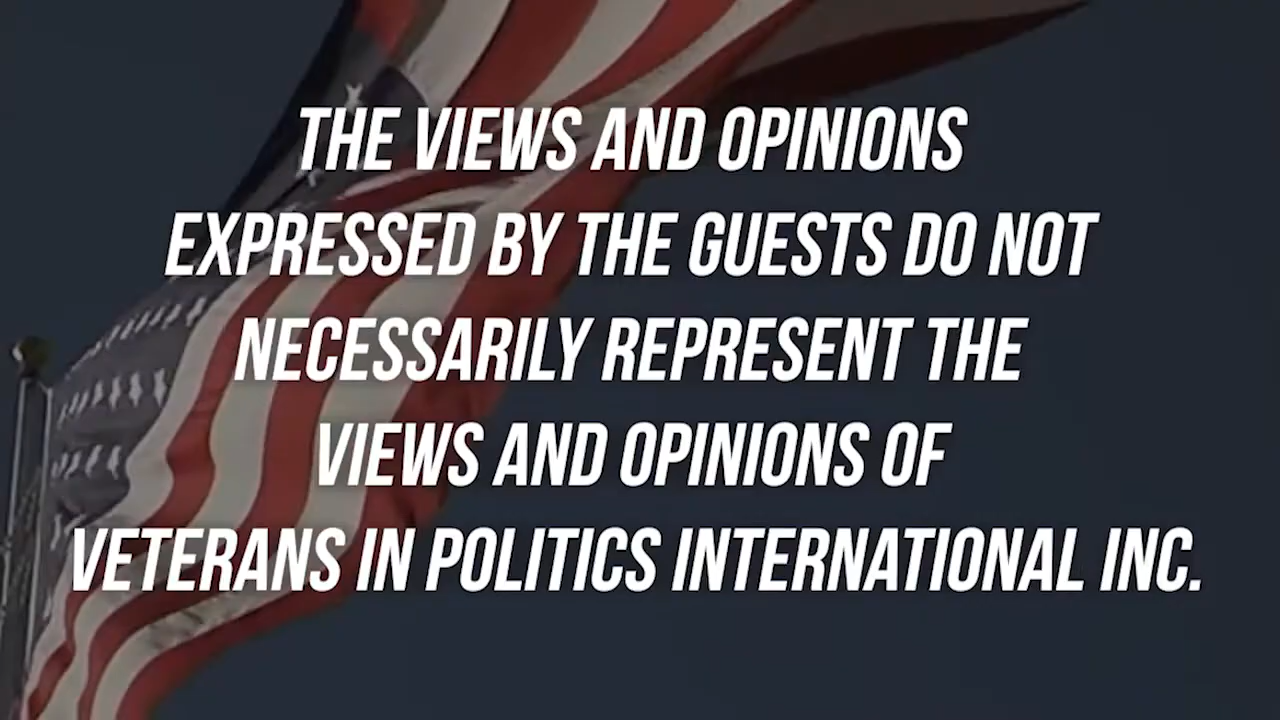 THE VIEWS AND OPINIONS
EXPRESSED BY THE GUESTS DO NOT
NECESSARILY REPRESENT THE
VIEWS AND OPINIONS OF
VETERANS IN POLITICS INTERNATIONAL INC.